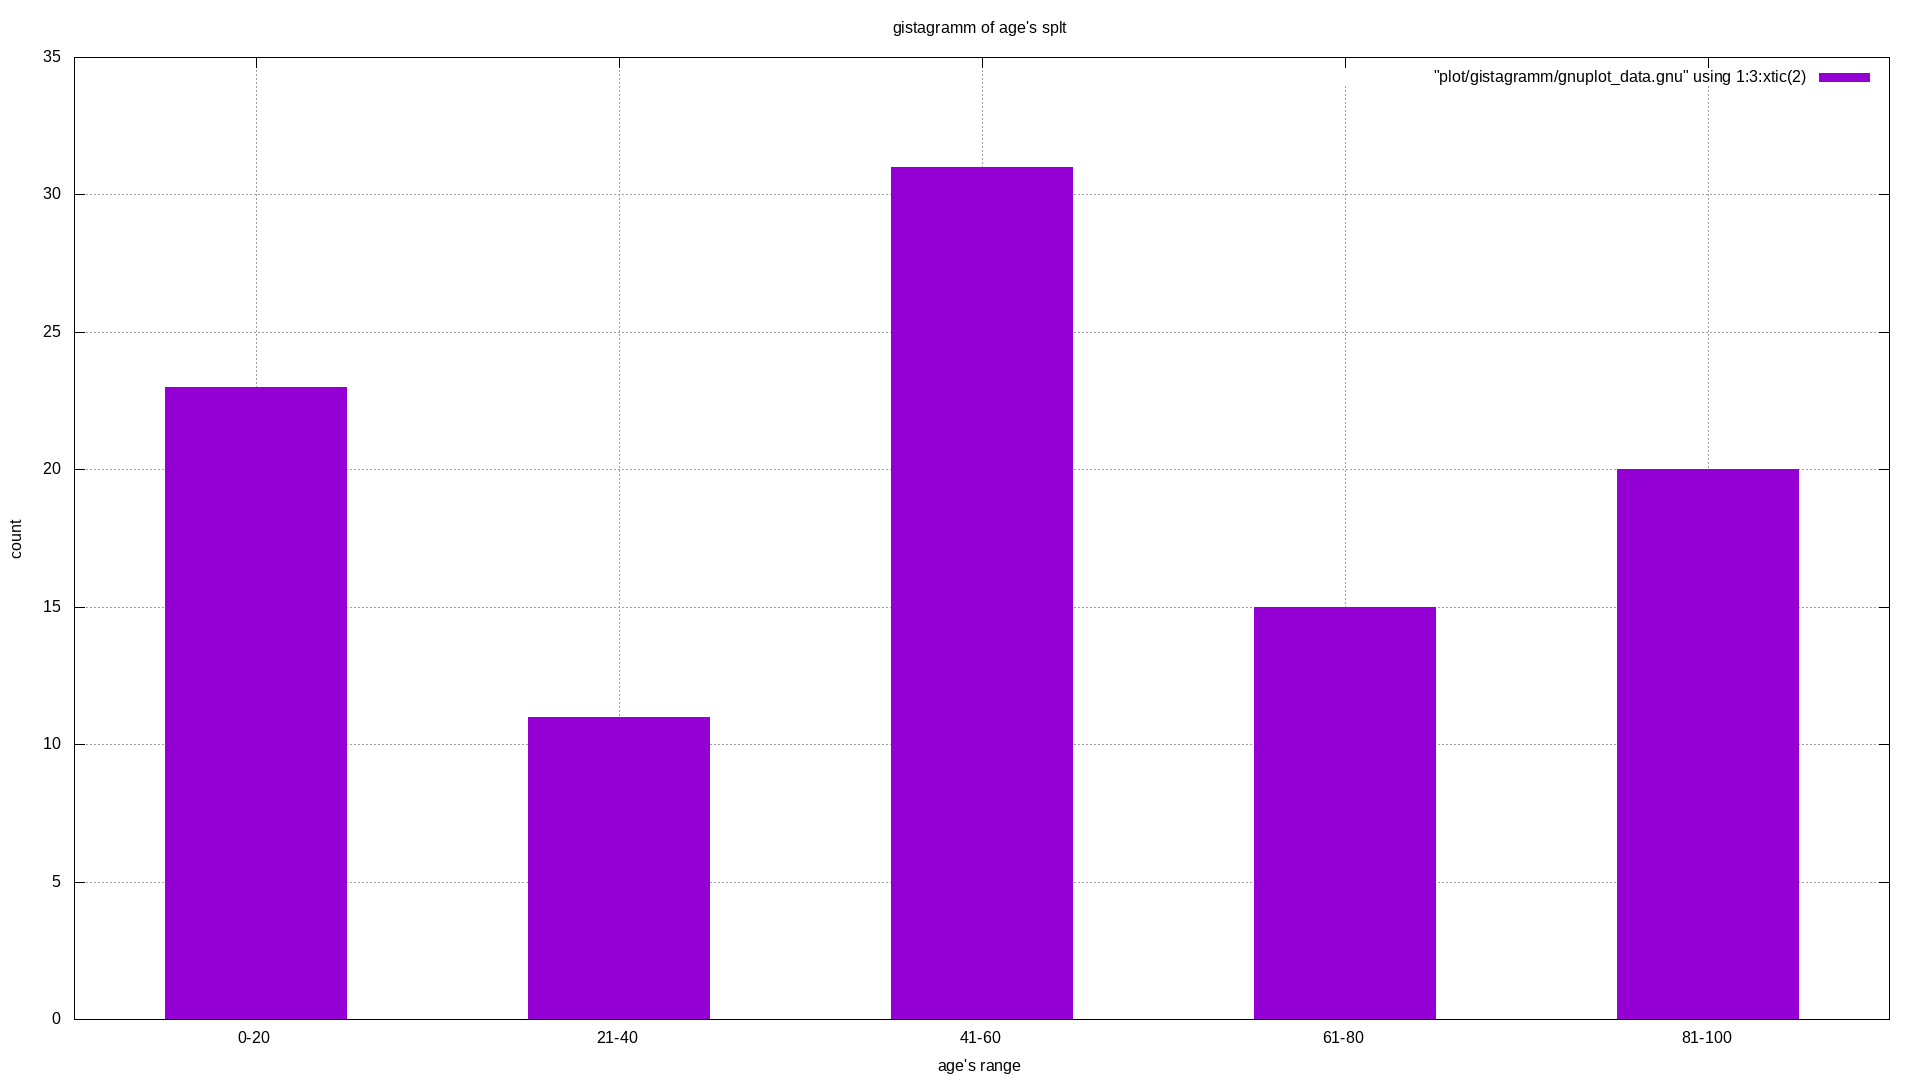 gistagramm of age's splt
35
"plot/gistagramm/gnuplot_data.gnu" using 1:3:xtic(2)
30
25
20
count
15
10
5
0
0-20 21-40 41-60 61-80 81-100
age's range